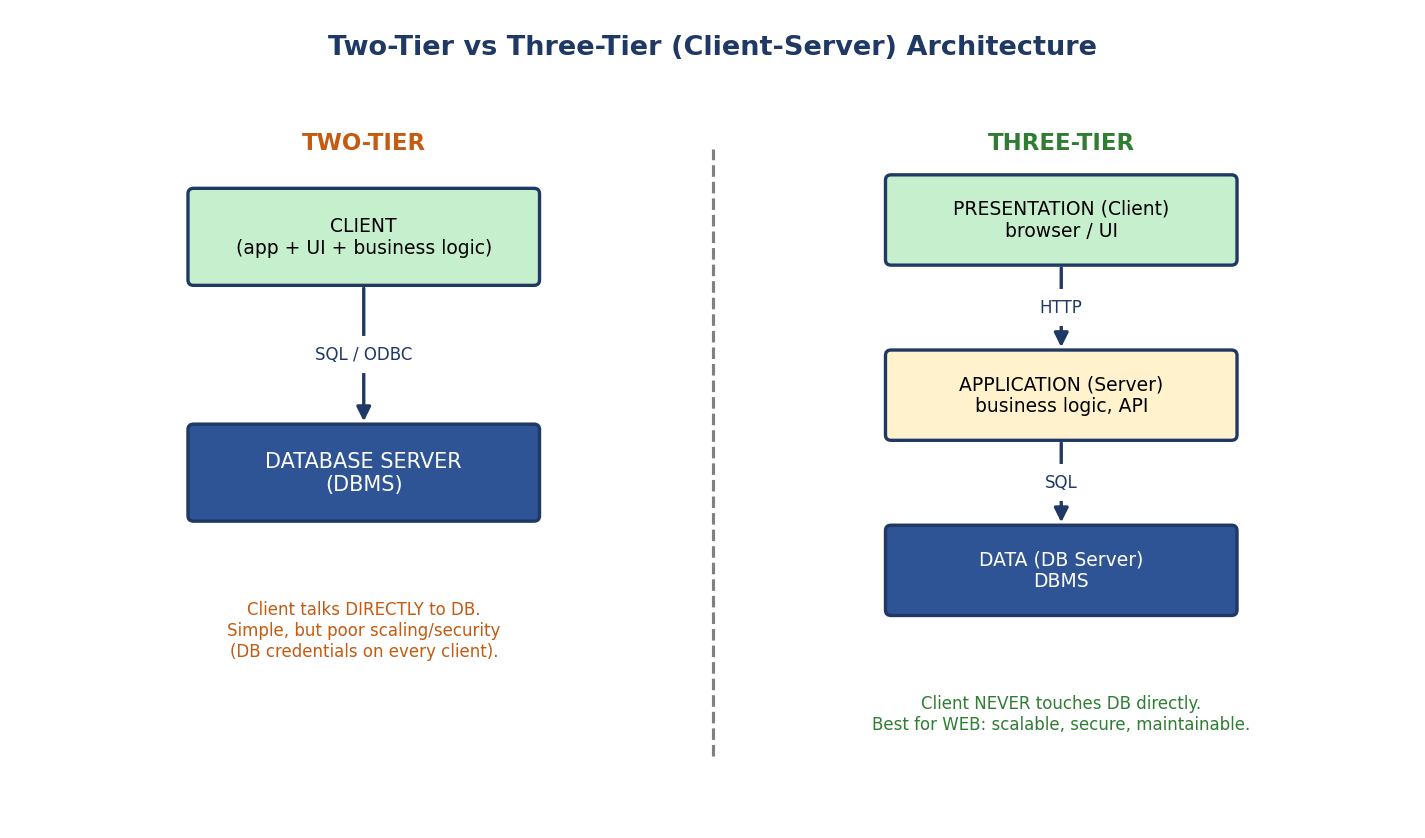 Two-Tier vs Three-Tier (Client-Server) Architecture
TWO-TIER
CLIENT
(app + UI + business logic)
SQL / ODBC
DATABASE SERVER
(DBMS)
Client talks DIRECTLY to DB.
Simple, but poor scaling/security
(DB credentials on every client).
THREE-TIER
PRESENTATION (Client)
browser / UI
HTTP
APPLICATION (Server)
business logic, API
SQL
DATA (DB Server)
DBMS
Client NEVER touches DB directly.
Best for WEB: scalable, secure, maintainable.